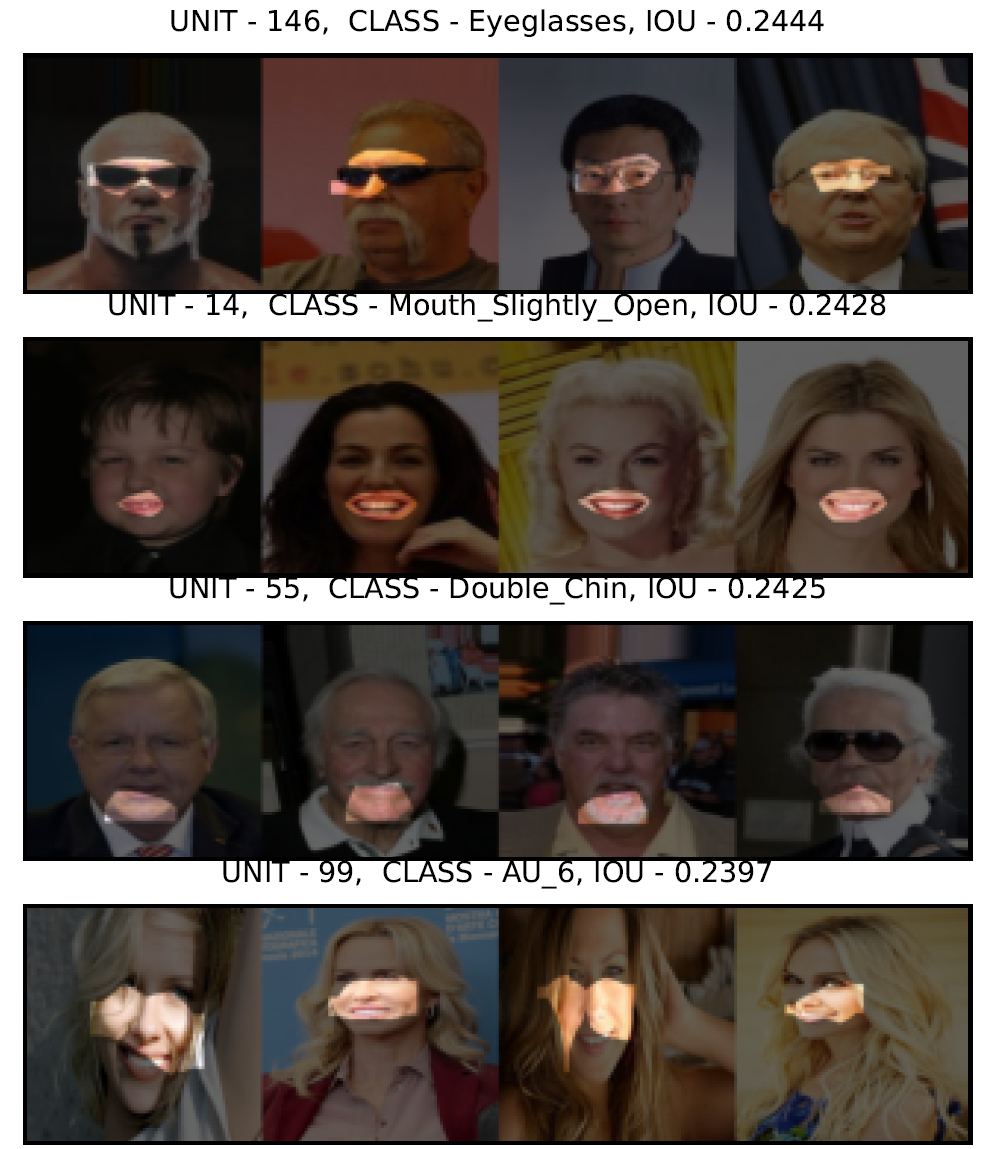 UNIT - 146,  CLASS - Eyeglasses, IOU - 0.2444
UNIT - 14,  CLASS - Mouth_Slightly_Open, IOU - 0.2428
UNIT - 55,  CLASS - Double_Chin, IOU - 0.2425
UNIT - 99,  CLASS - AU_6, IOU - 0.2397